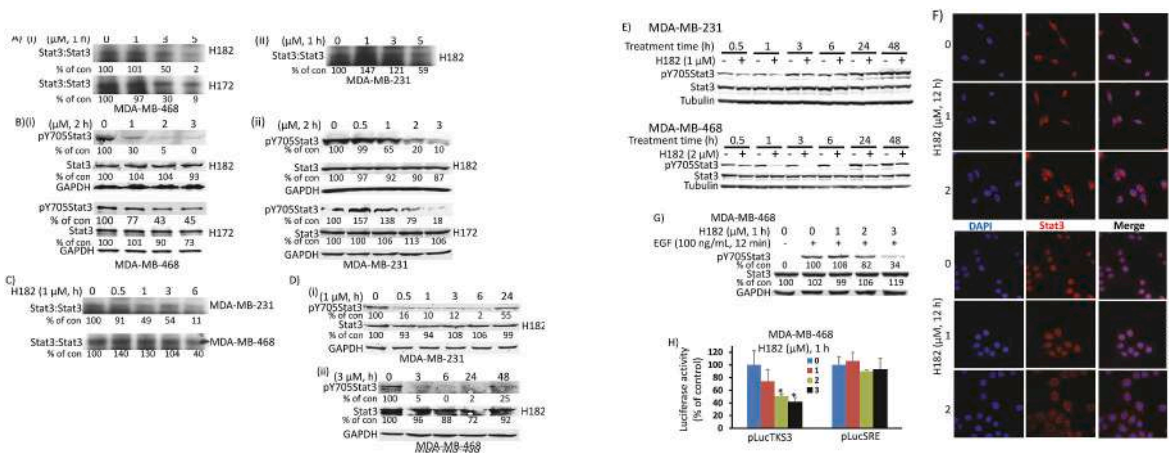 A) (i) (μM, 1 h) 0 1 3 5
Stat3:Stat3 H182
% of con 100 101 50 2
Stat3:Stat3 H172
% of con 100 97 30 9
MDA-MB-468
(ii) (μM, 1 h) 0 1 3 5
Stat3:Stat3 H182
% of con 100 147 121 59
MDA-MB-231
B)(i) (μM, 2 h) 0 1 2 3
pY705Stat3
% of con 100 30 5 0
Stat3 H182
% of con 100 104 104 93
GAPDH
pY705Stat3
% of con 100 77 43 45
Stat3 H172
% of con 100 101 90 73
GAPDH
MDA-MB-468
(ii) (μM, 2 h) 0 0.5 1 2 3
pY705Stat3
% of con 100 99 65 20 10
Stat3 H182
% of con 100 97 92 90 87
GAPDH
pY705Stat3
% of con 100 157 138 79 18
Stat3 H172
% of con 100 100 106 113 106
GAPDH
MDA-MB-231
C)
H182 (1 μM, h) 0 0.5 1 3 6
Stat3:Stat3 MDA-MB-231
% of con 100 91 49 54 11
Stat3:Stat3 MDA-MB-468
% of con 100 140 130 104 40
D)
(i) (1 μM, h) 0 0.5 1 3 6 24
pY705Stat3
% of con 100 16 10 12 2 55
Stat3 H182
% of con 100 93 94 108 106 99
GAPDH
MDA-MB-231
(ii) (3 μM, h) 0 3 6 24 48
pY705Stat3
% of con 100 5 0 2 25
Stat3 H182
% of con 100 96 88 72 92
GAPDH
MDA-MB-468
E) MDA-MB-231
Treatment time (h) 0.5 1 3 6 24 48
H182 (1 μM) - + - + - + - + - + - +
pY705Stat3
Stat3
Tubulin
MDA-MB-468
Treatment time(h) 0.5 1 3 6 24 48
H182 (2 μM) - + - + - + - + - + - +
pY705Stat3
Stat3
Tubulin
G) MDA-MB-468
H182 (μM, 1 h) 0 0 1 2 3
EGF (100 ng/mL, 12 min) - + + + +
pY705Stat3
% of con 0 100 108 82 34
Stat3
% of con 100 102 99 106 119
GAPDH
H) MDA-MB-468
H182 (μM), 1 h
0
1
2
3
Luciferase activity
(% of control)
120
100
80
60
40
20
0
* *
pLucTKS3 pLucSRE
F)
H182 (μM, 12 h)
0
1
2
DAPI Stat3 Merge
H182 (μM, 12 h)
0
1
2